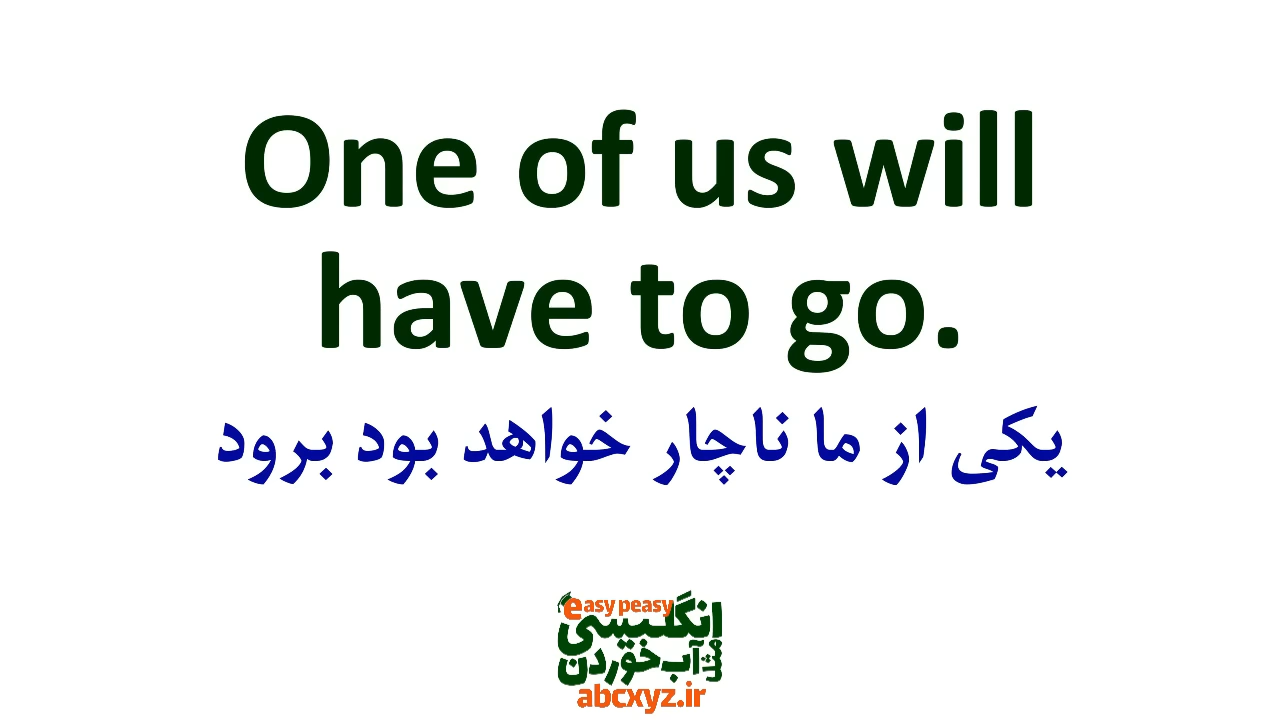 One of us will
have to go.
یکی از ما ناچار خواهد بود برود
easy peasy
انگلیسی
مثل آب خوردن
abcxyz.ir